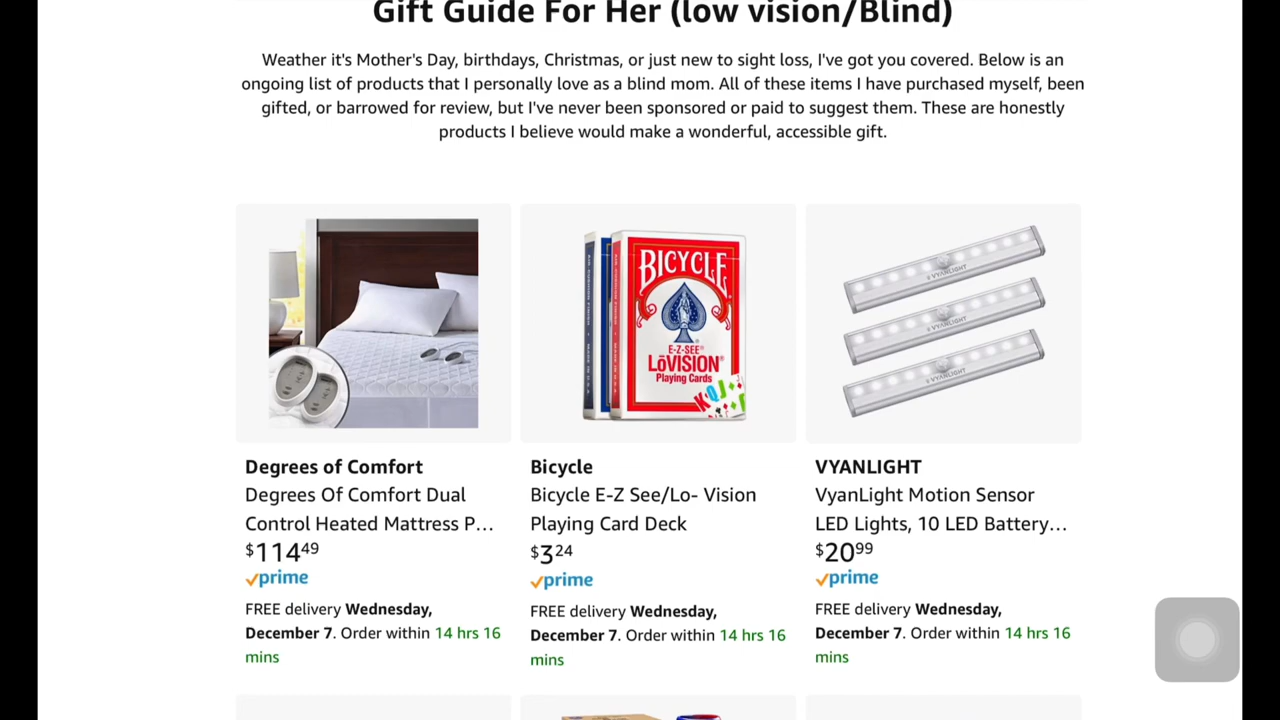 Gift Guide For Her (low vision/Blind)
Weather it's Mother's Day, birthdays, Christmas, or just new to sight loss, I've got you covered. Below is an
ongoing list of products that I personally love as a blind mom. All of these items I have purchased myself, been
gifted, or barrowed for review, but I've never been sponsored or paid to suggest them. These are honestly
products I believe would make a wonderful, accessible gift.
BICYCLE
E-Z-SEE®
LōVISION®
Playing Cards
K Q J
VYANLIGHT
VYANLIGHT
VYANLIGHT
Degrees of Comfort
Degrees Of Comfort Dual
Control Heated Mattress P...
$114 49
prime
FREE delivery Wednesday,
December 7. Order within 14 hrs 16
mins
Bicycle
Bicycle E-Z See/Lo- Vision
Playing Card Deck
$3 24
prime
FREE delivery Wednesday,
December 7. Order within 14 hrs 16
mins
VYANLIGHT
VyanLight Motion Sensor
LED Lights, 10 LED Battery...
$20 99
prime
FREE delivery Wednesday,
December 7. Order within 14 hrs 16
mins